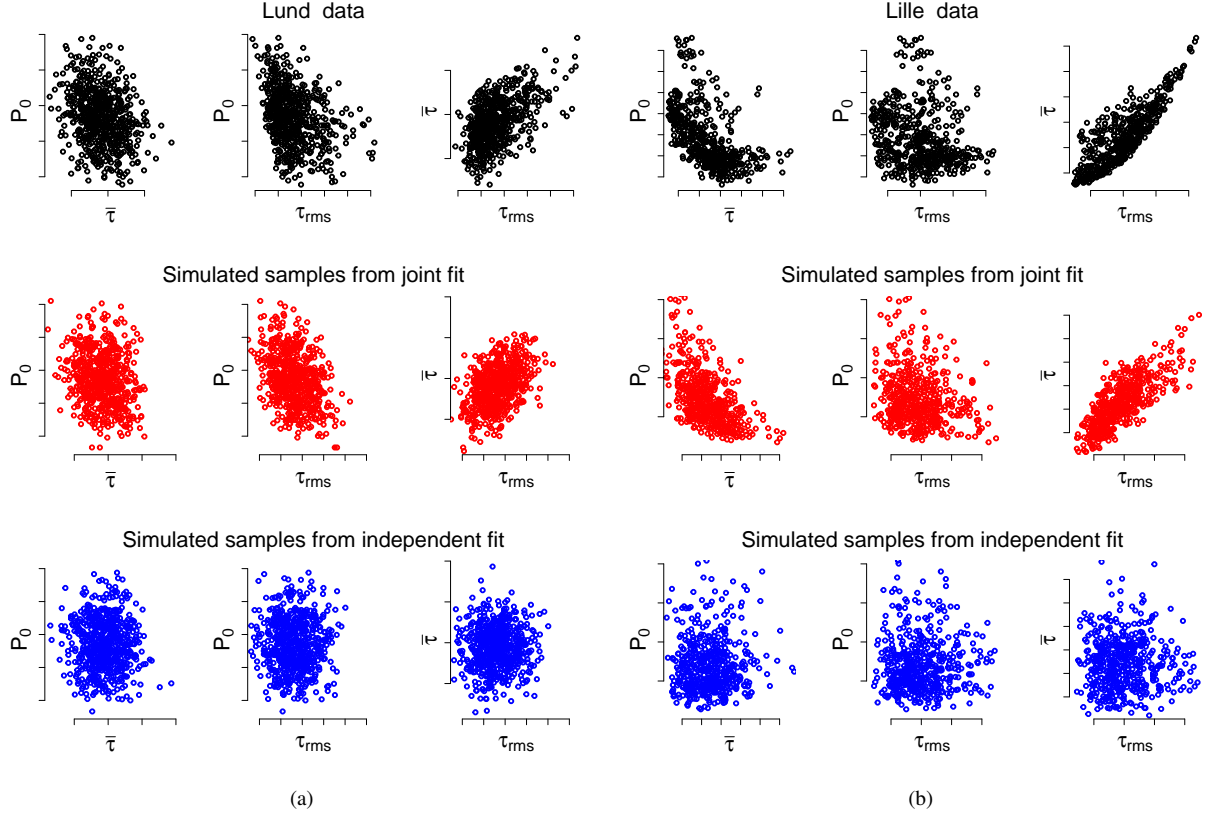 Lund data
Lille data
P0
P0
τ̄
P0
P0
τ̄
τ̄
τrms
τrms
τ̄
τrms
τrms
Simulated samples from joint fit
Simulated samples from joint fit
P0
P0
τ̄
P0
P0
τ̄
τ̄
τrms
τrms
τ̄
τrms
τrms
Simulated samples from independent fit
Simulated samples from independent fit
P0
P0
τ̄
P0
P0
τ̄
τ̄
τrms
τrms
τ̄
τrms
τrms
(a)
(b)